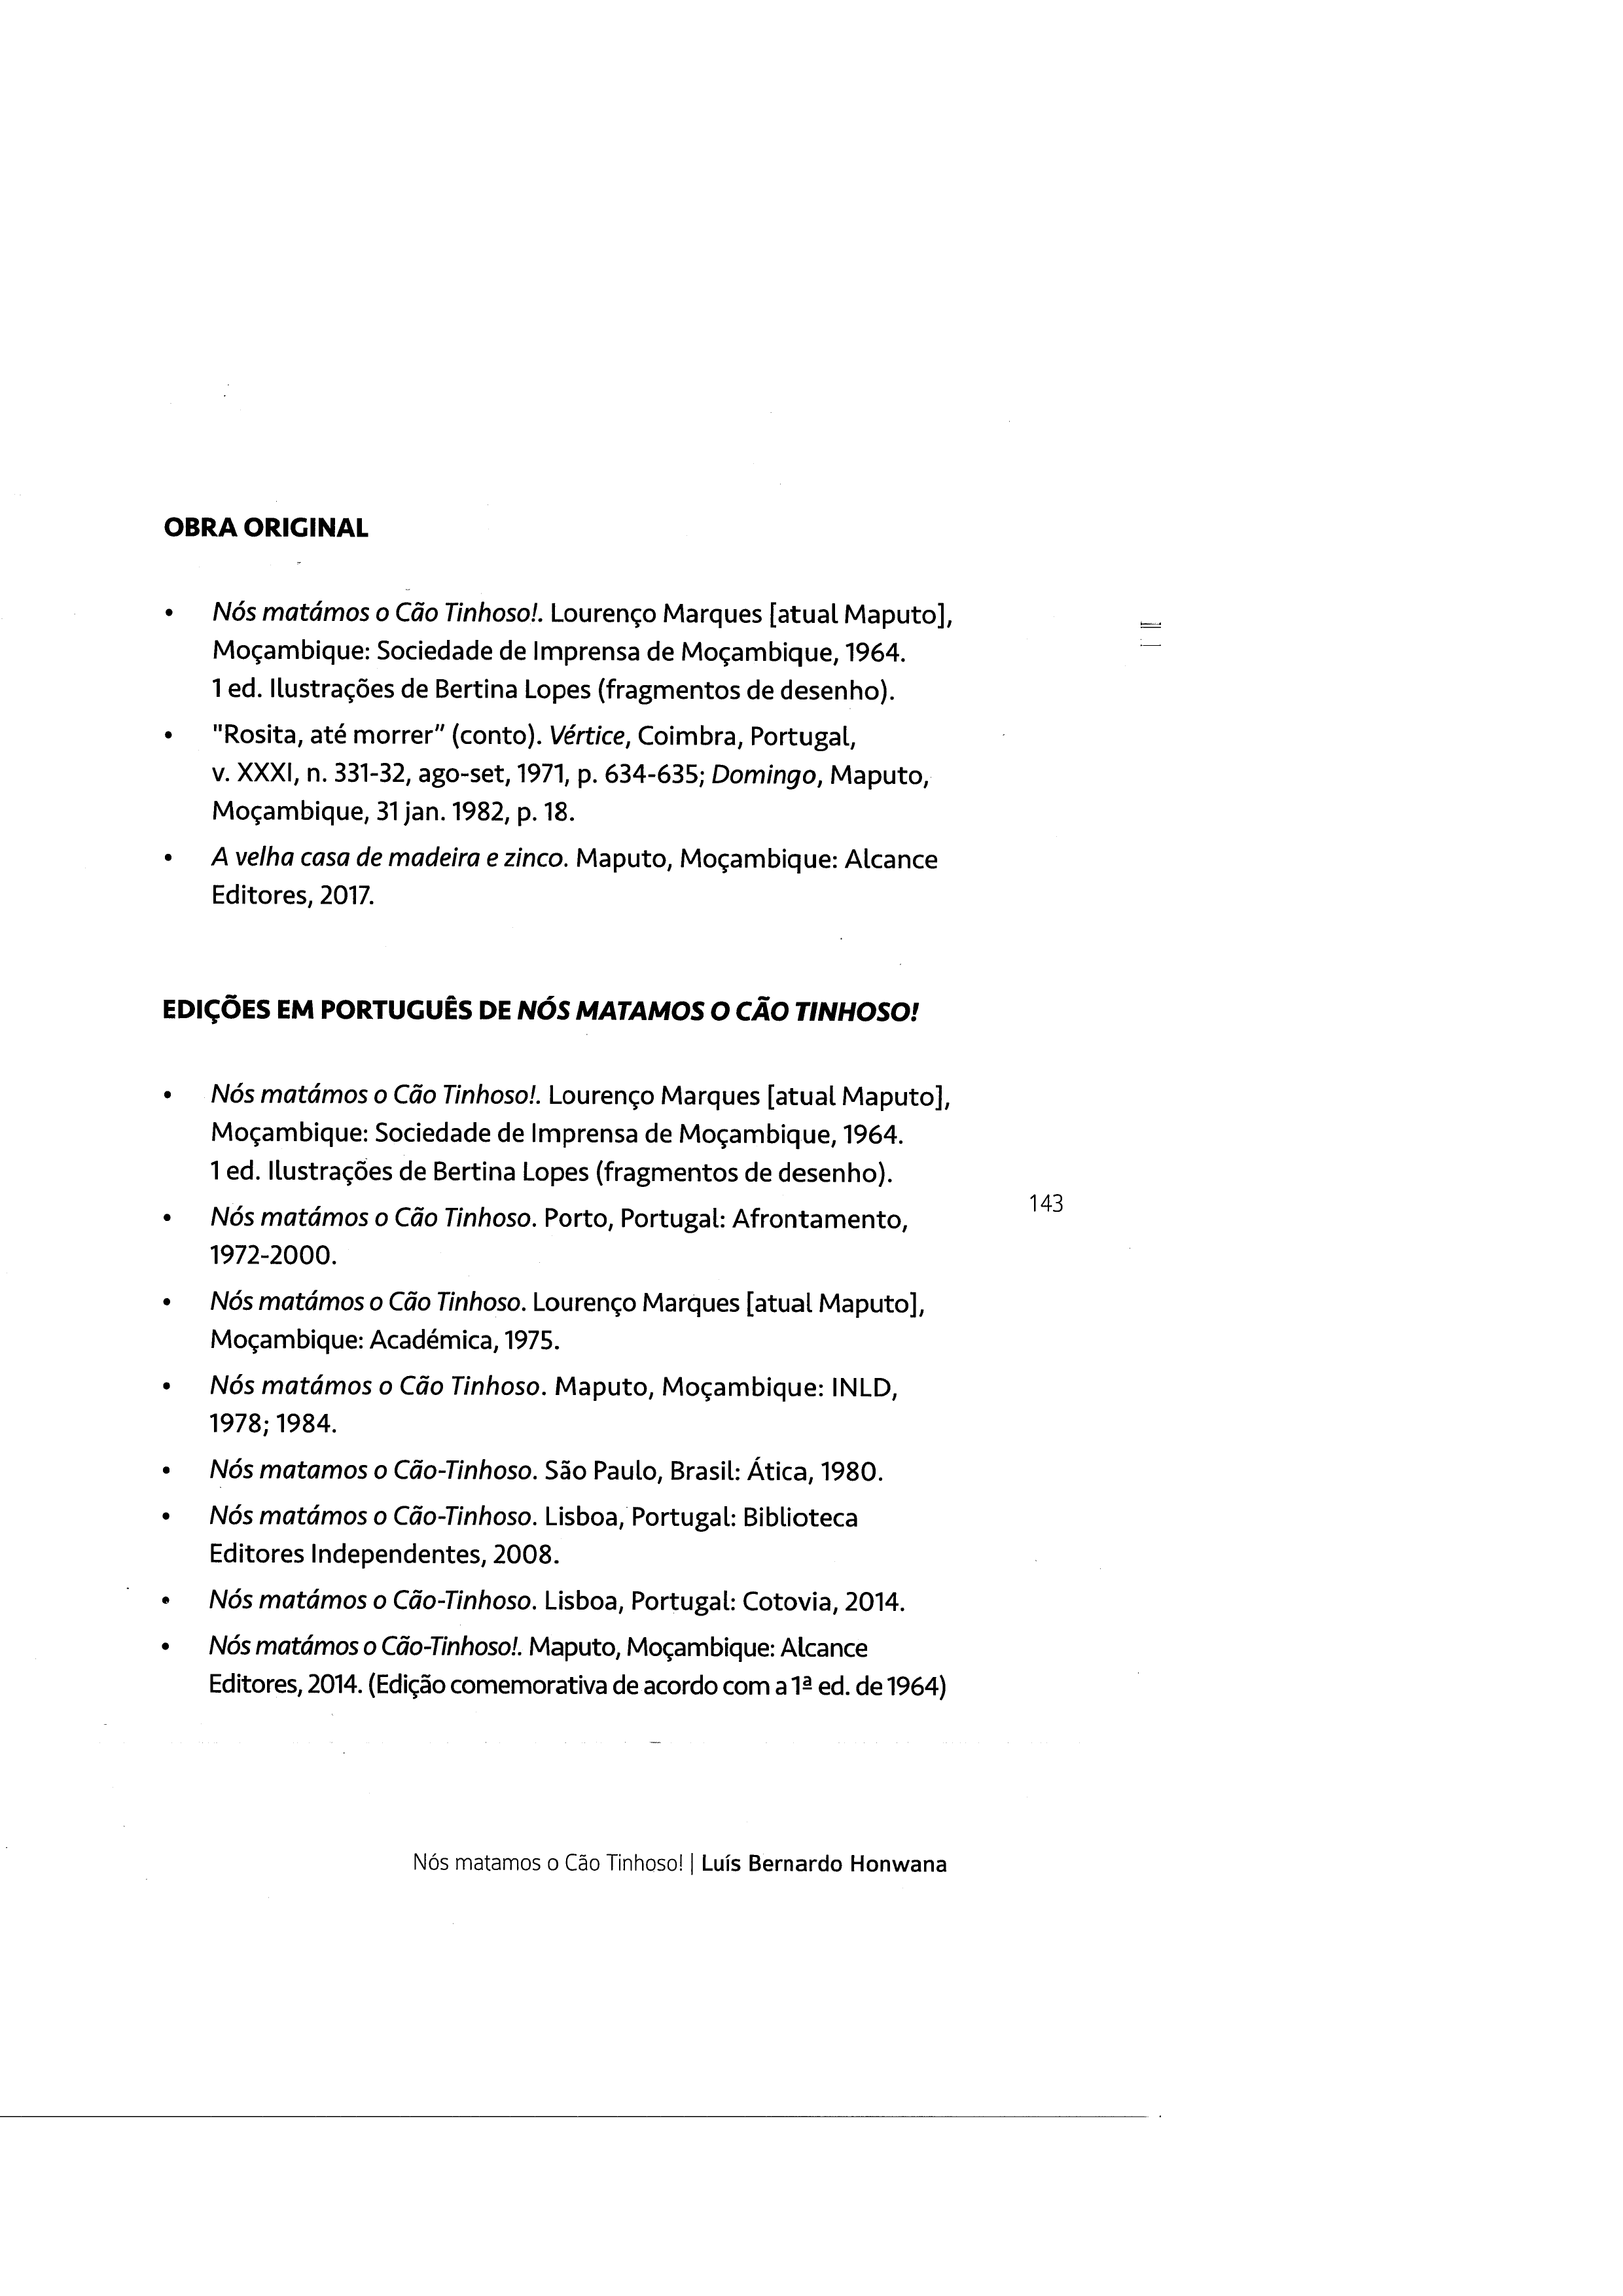 OBRA ORIGINAL
• Nós matámos o Cão Tinhoso!. Lourenço Marques [atual Maputo],
Moçambique: Sociedade de Imprensa de Moçambique, 1964.
1 ed. Ilustrações de Bertina Lopes (fragmentos de desenho).
• "Rosita, até morrer” (conto). Vértice, Coimbra, Portugal,
v. XXXI, n. 331-32, ago-set, 1971, p. 634-635; Domingo, Maputo,
Moçambique, 31 jan. 1982, p. 18.
• A velha casa de madeira e zinco. Maputo, Moçambique: Alcance
Editores, 2017.
EDIÇÕES EM PORTUGUÊS DE NÓS MATAMOS O CÃO TINHOSO!
• Nós matámos o Cão Tinhoso!. Lourenço Marques [atual Maputo],
Moçambique: Sociedade de Imprensa de Moçambique, 1964.
1 ed. Ilustrações de Bertina Lopes (fragmentos de desenho).
143
• Nós matámos o Cão Tinhoso. Porto, Portugal: Afrontamento,
1972-2000.
• Nós matámos o Cão Tinhoso. Lourenço Marques [atual Maputo],
Moçambique: Académica, 1975.
• Nós matámos o Cão Tinhoso. Maputo, Moçambique: INLD,
1978; 1984.
• Nós matamos o Cão-Tinhoso. São Paulo, Brasil: Ática, 1980.
• Nós matámos o Cão-Tinhoso. Lisboa, Portugal: Biblioteca
Editores Independentes, 2008.
• Nós matámos o Cão-Tinhoso. Lisboa, Portugal: Cotovia, 2014.
• Nós matámos o Cão-Tinhoso!. Maputo, Moçambique: Alcance
Editores, 2014. (Edição comemorativa de acordo com a 1ª ed. de 1964)
Nós matamos o Cão Tinhoso! | Luís Bernardo Honwana